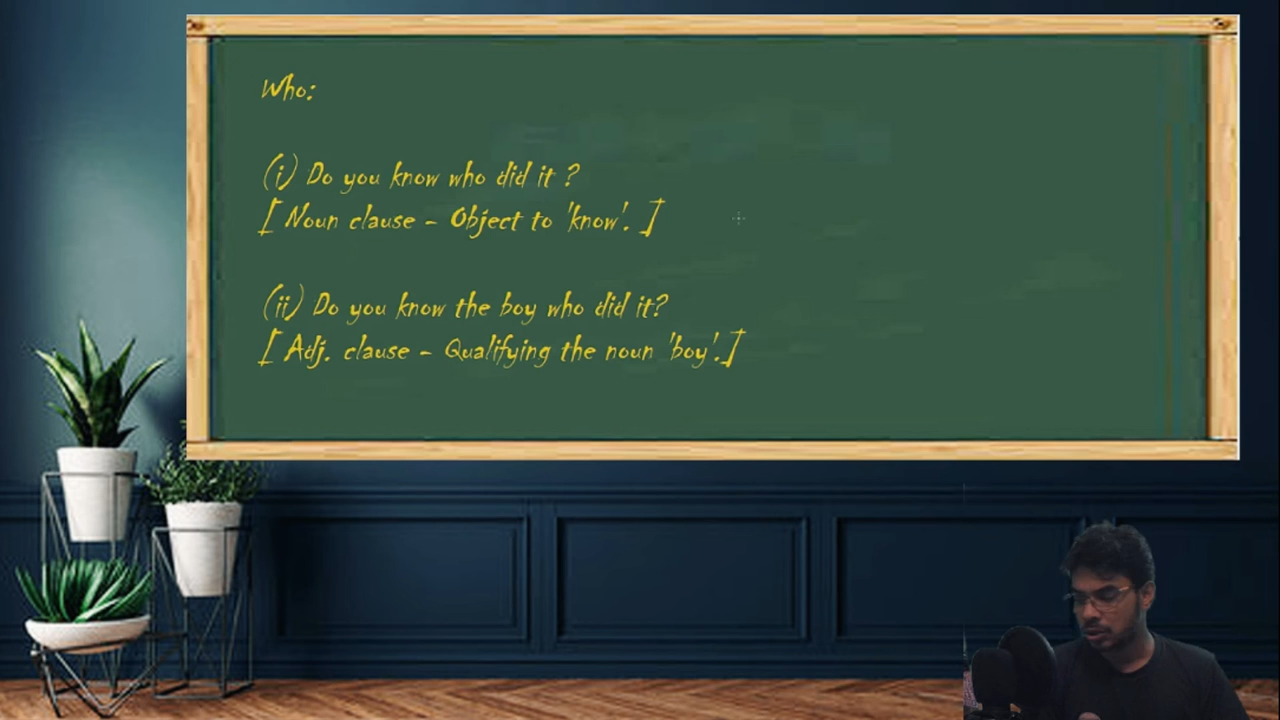 Who:
(i) Do you know who did it ?
[ Noun clause - Object to 'know'. ]
(ii) Do you know the boy who did it?
[ Adj. clause - Qualifying the noun 'boy'.]